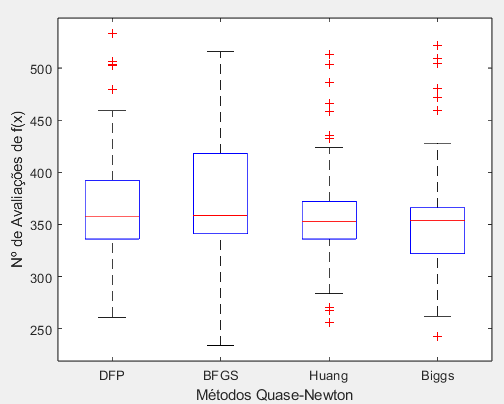 500
450
400
350
300
250
Nº de Avaliações de f(x)
DFP BFGS Huang Biggs
Métodos Quase-Newton